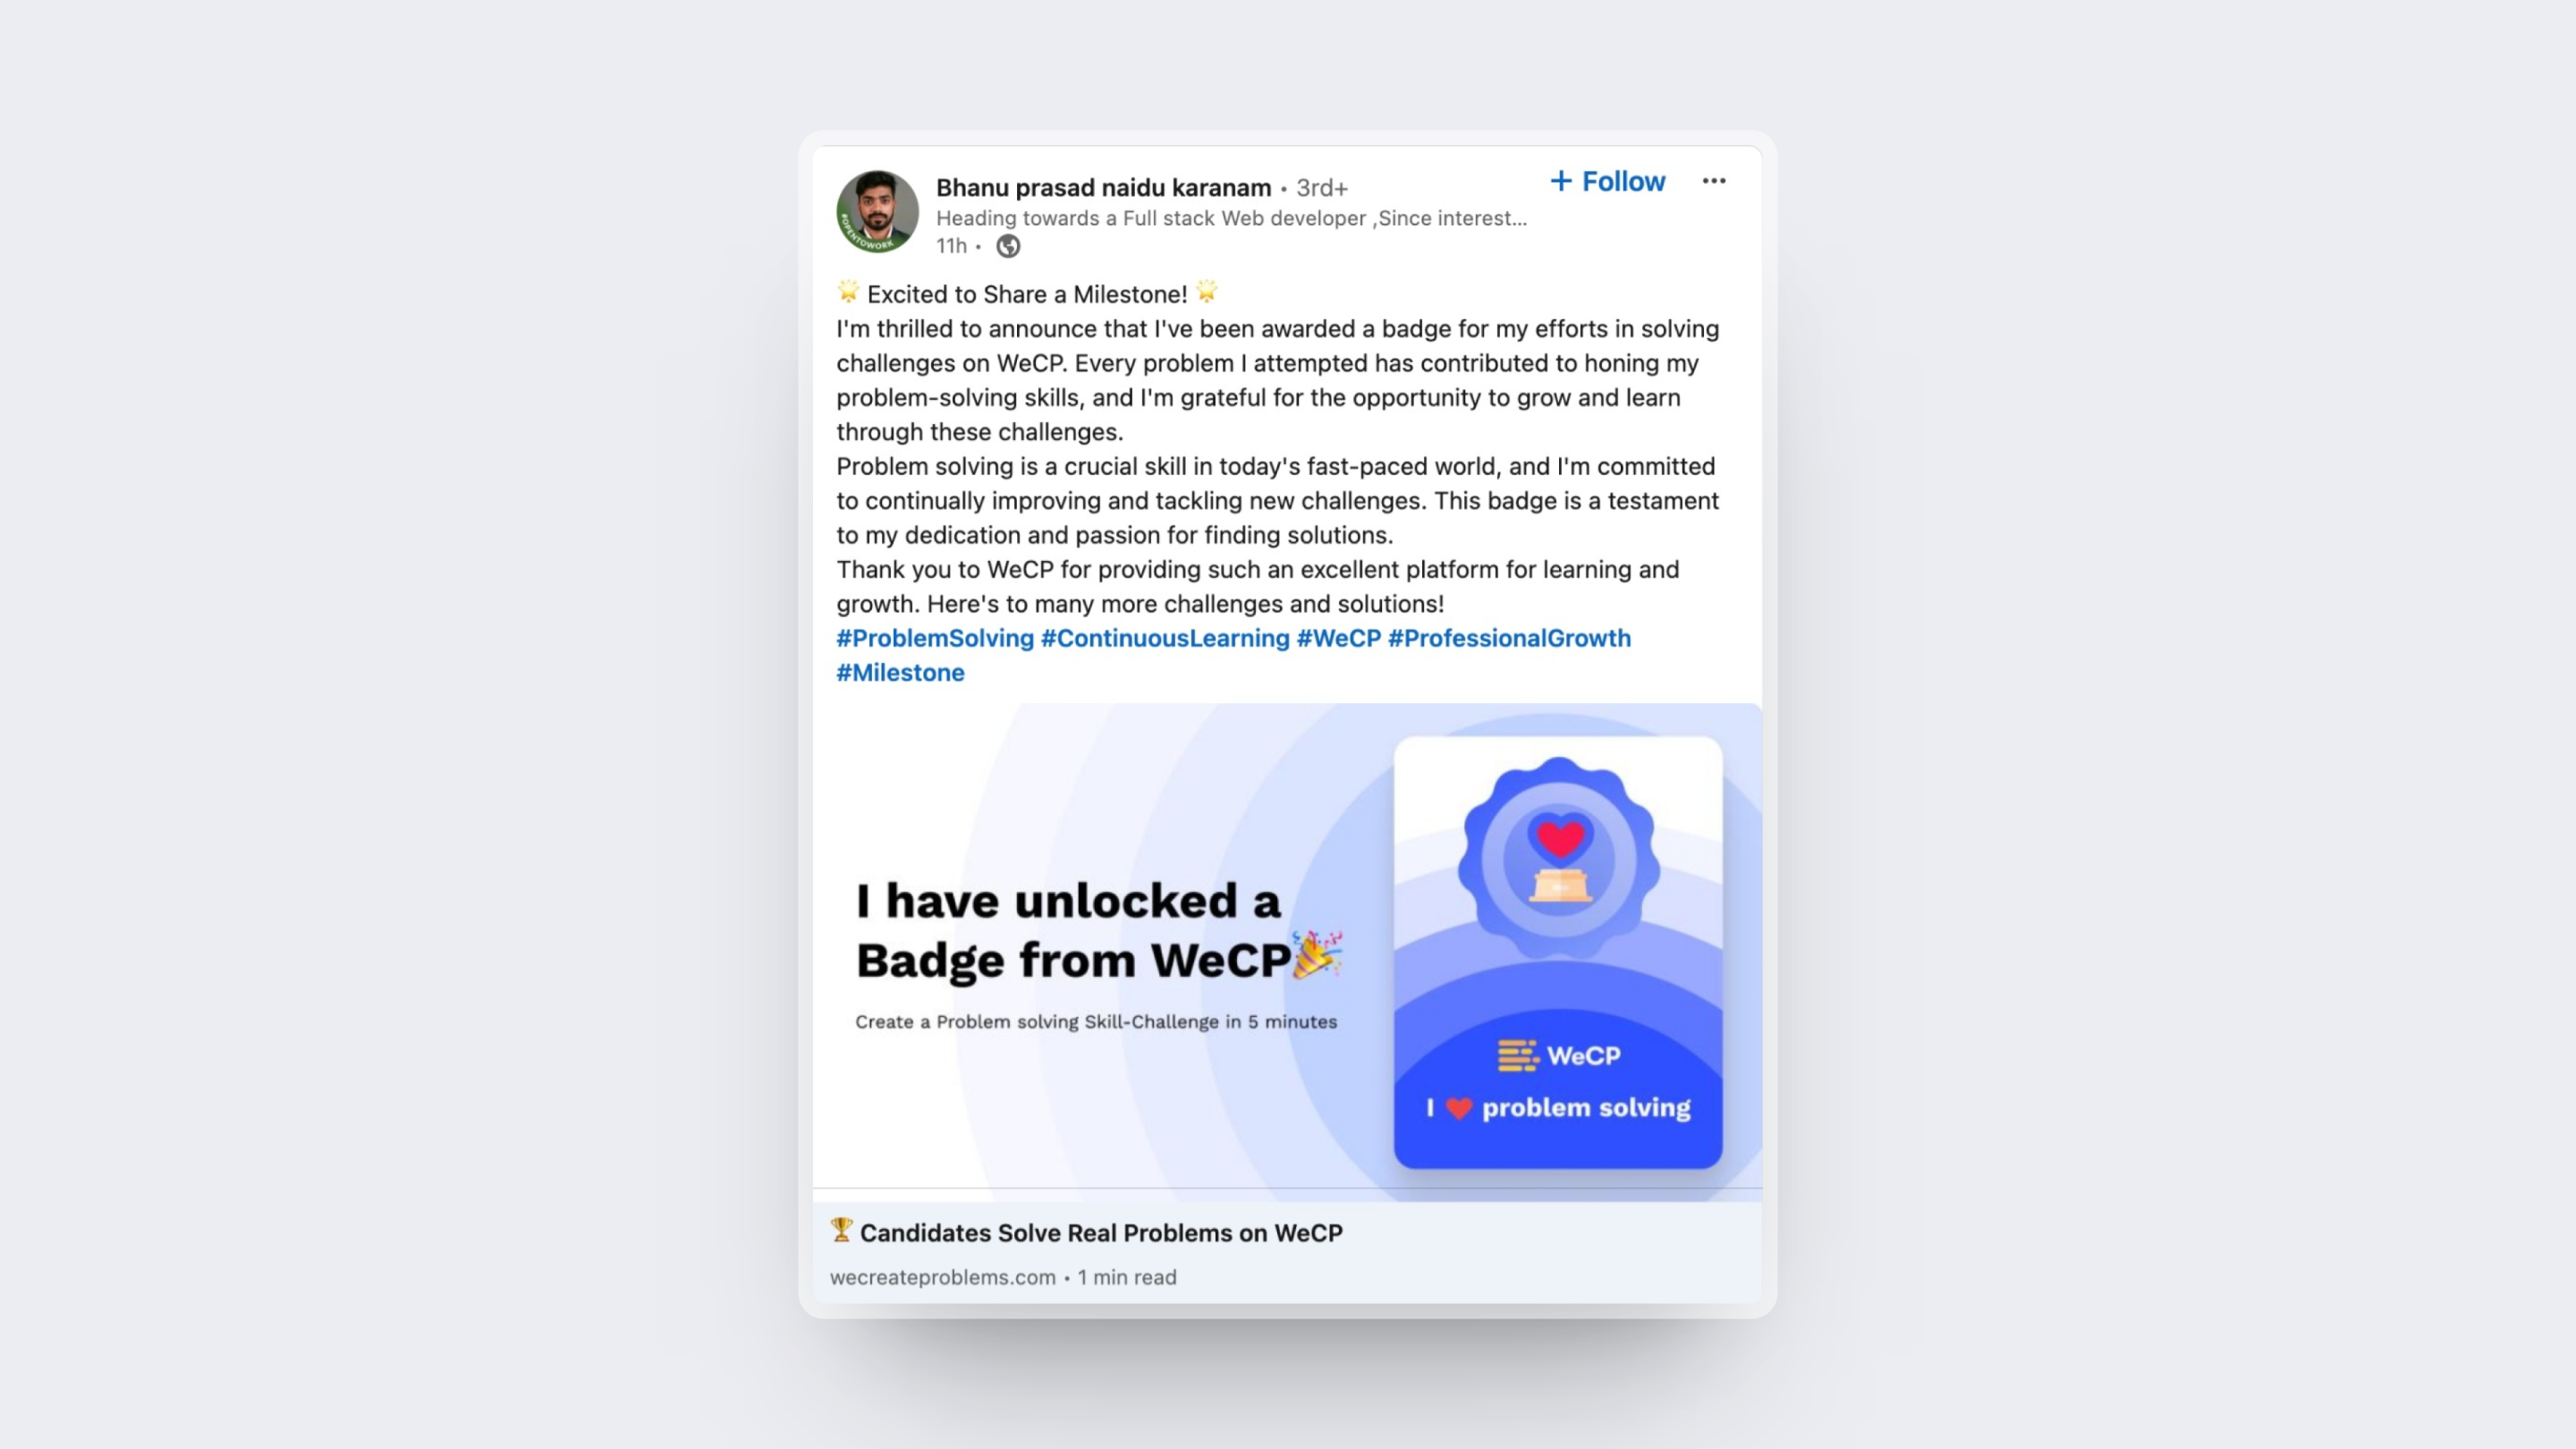 Bhanu prasad naidu karanam • 3rd+
+ Follow
Heading towards a Full stack Web developer ,Since interest...
11h •
#OPENTOWORK
🌟 Excited to Share a Milestone! 🌟
I'm thrilled to announce that I've been awarded a badge for my efforts in solving
challenges on WeCP. Every problem I attempted has contributed to honing my
problem-solving skills, and I'm grateful for the opportunity to grow and learn
through these challenges.
Problem solving is a crucial skill in today's fast-paced world, and I'm committed
to continually improving and tackling new challenges. This badge is a testament
to my dedication and passion for finding solutions.
Thank you to WeCP for providing such an excellent platform for learning and
growth. Here's to many more challenges and solutions!
#ProblemSolving #ContinuousLearning #WeCP #ProfessionalGrowth
#Milestone
I have unlocked a
Badge from WeCP🎉
Create a Problem solving Skill-Challenge in 5 minutes
WeCP
I ❤️ problem solving
🏆 Candidates Solve Real Problems on WeCP
wecreateproblems.com • 1 min read